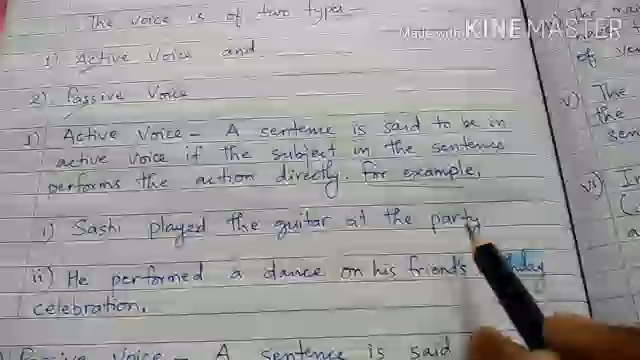 The voice is of two types-
Made with KINEMASTER
1) Active Voice and
2) Passive Voice
1) Active Voice - A sentence is said to be in
active voice if the subject in the sentence
performs the action directly. For example,
i) Sashi played the guitar at the party
ii) He performed a dance on his friend's
celebration.
Voice - A sentence is said
The
of
v) The
the
vi)